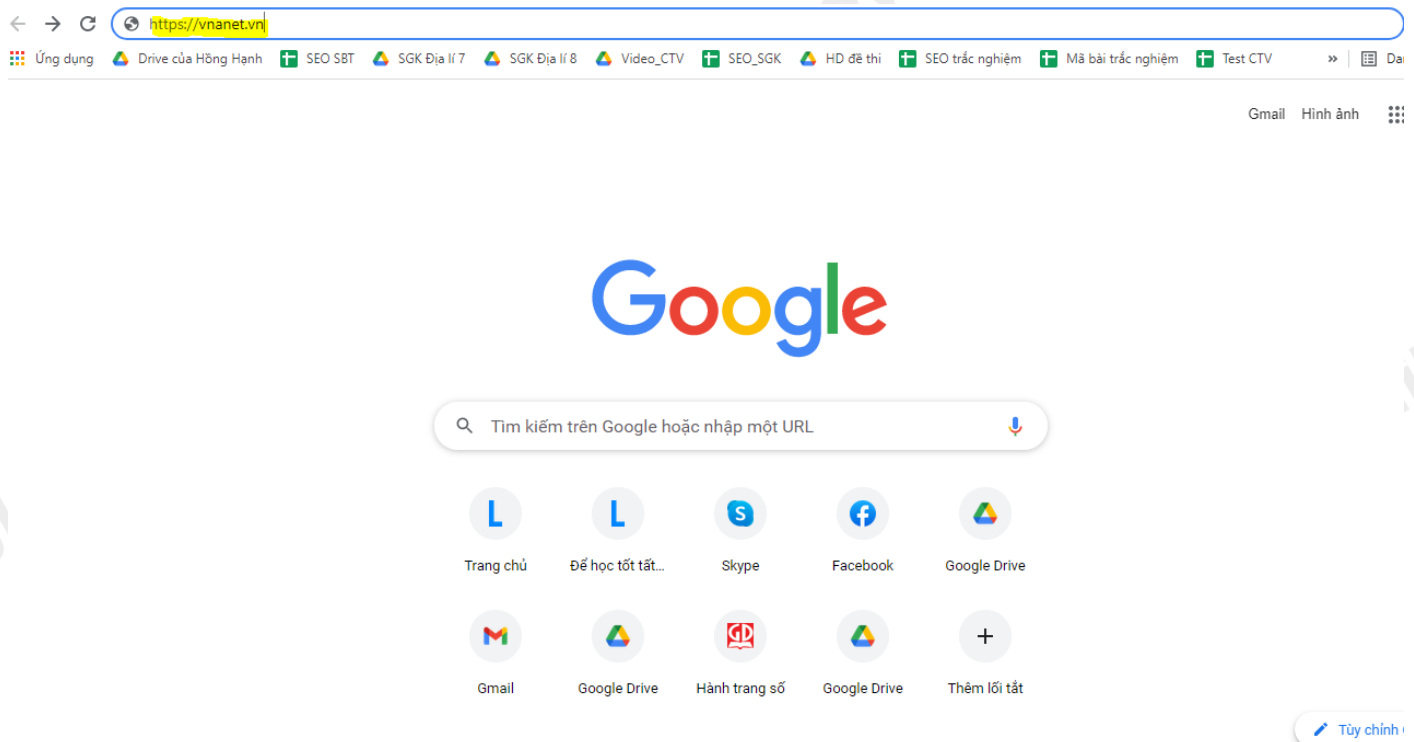 https://vnanet.vn
Ứng dụng Drive của Hồng Hạnh SEO SBT SGK Địa lí 7 SGK Địa lí 8 Video_CTV SEO_SGK HD đề thi SEO trắc nghiệm Mã bài trắc nghiệm Test CTV »
Gmail Hình ảnh
Google
Tìm kiếm trên Google hoặc nhập một URL
L L S
Trang chủ Để học tốt tất... Skype Facebook Google Drive
GD
Gmail Google Drive Hành trang số Google Drive Thêm lối tắt
Tùy chỉnh